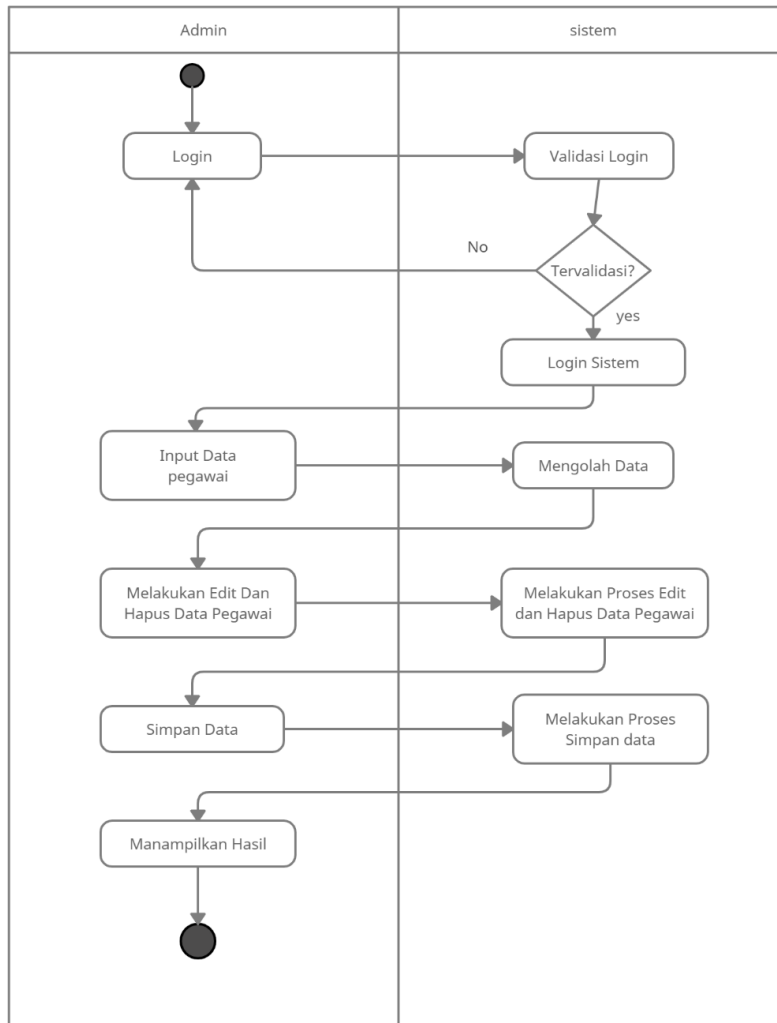 Admin
sistem
Login
Validasi Login
No
Tervalidasi?
yes
Login Sistem
Input Data
pegawai
Mengolah Data
Melakukan Edit Dan
Hapus Data Pegawai
Melakukan Proses Edit
dan Hapus Data Pegawai
Simpan Data
Melakukan Proses
Simpan data
Manampilkan Hasil